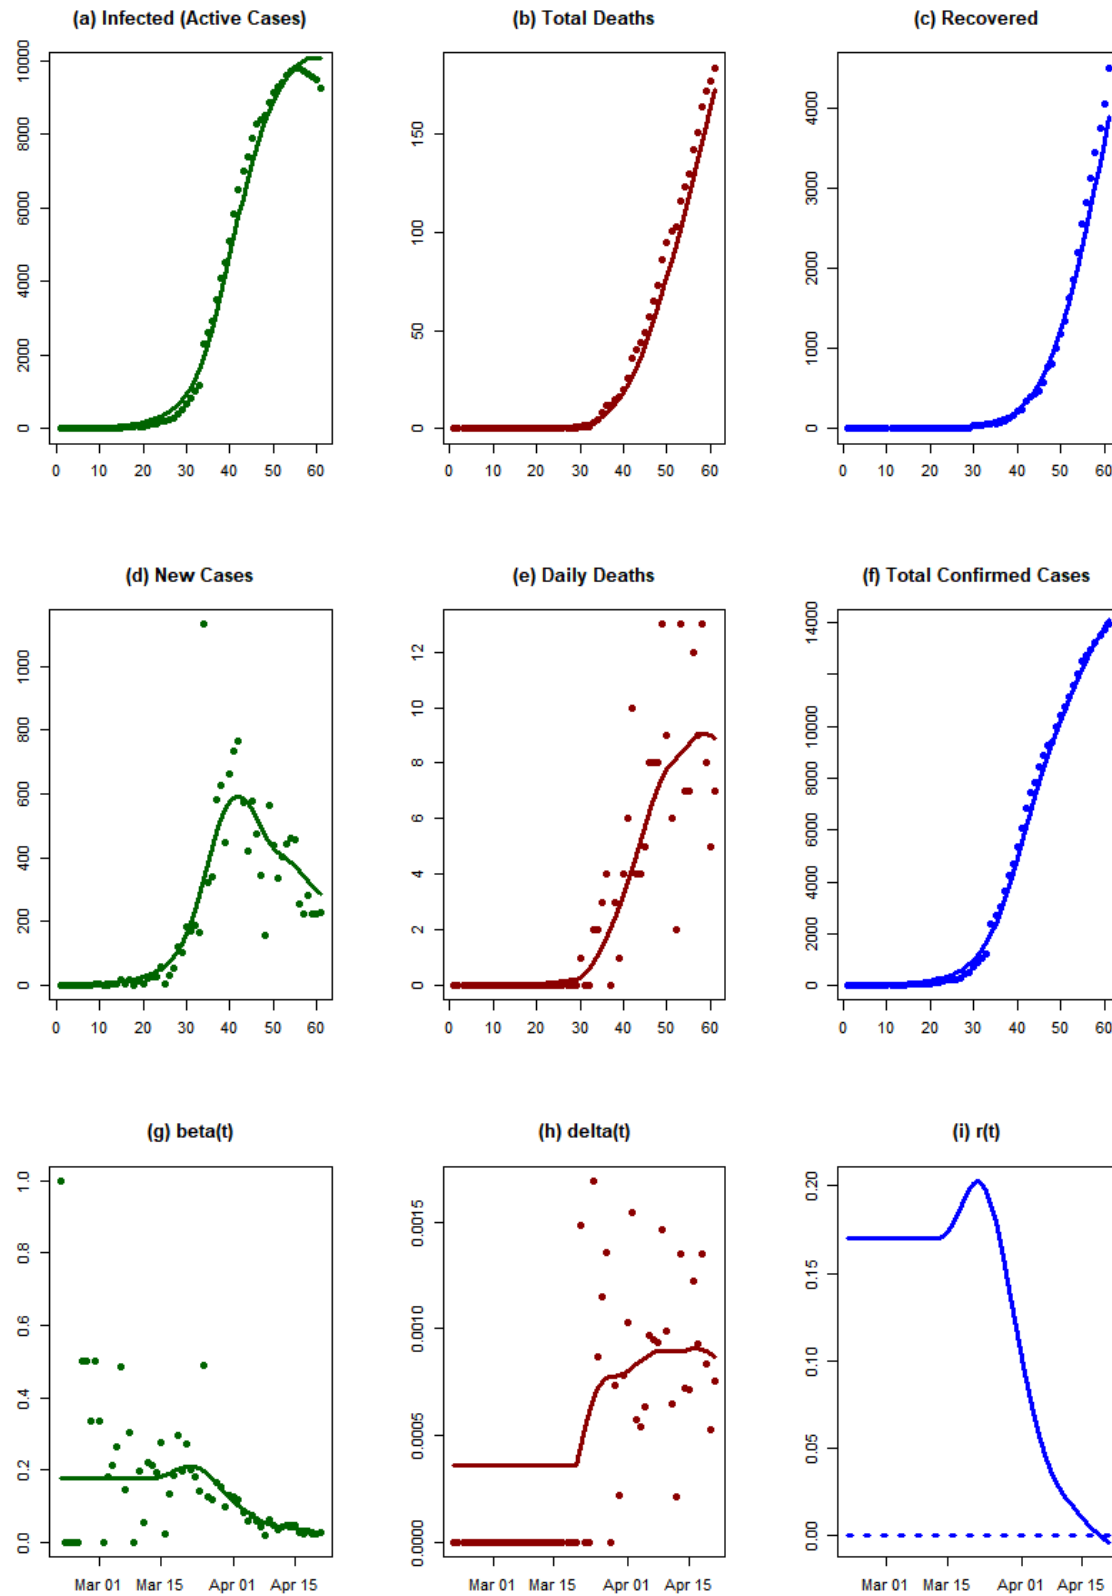 (a) Infected (Active Cases)
(b) Total Deaths
(c) Recovered
10000
8000
6000
4000
2000
0
0 10 20 30 40 50 60
150
100
50
0
0 10 20 30 40 50 60
4000
3000
2000
1000
0
0 10 20 30 40 50 60
(d) New Cases
(e) Daily Deaths
(f) Total Confirmed Cases
1000
800
600
400
200
0
0 10 20 30 40 50 60
12
10
8
6
4
2
0
0 10 20 30 40 50 60
14000
10000
8000
6000
4000
2000
0
0 10 20 30 40 50 60
(g) beta(t)
(h) delta(t)
(i) r(t)
1.0
0.8
0.6
0.4
0.2
0.0
Mar 01 Mar 15 Apr 01 Apr 15
0.0015
0.0010
0.0005
0.0000
Mar 15 Apr 01 Apr 15
0.20
0.15
0.10
0.05
0.00
Mar 01 Mar 15 Apr 01 Apr 15